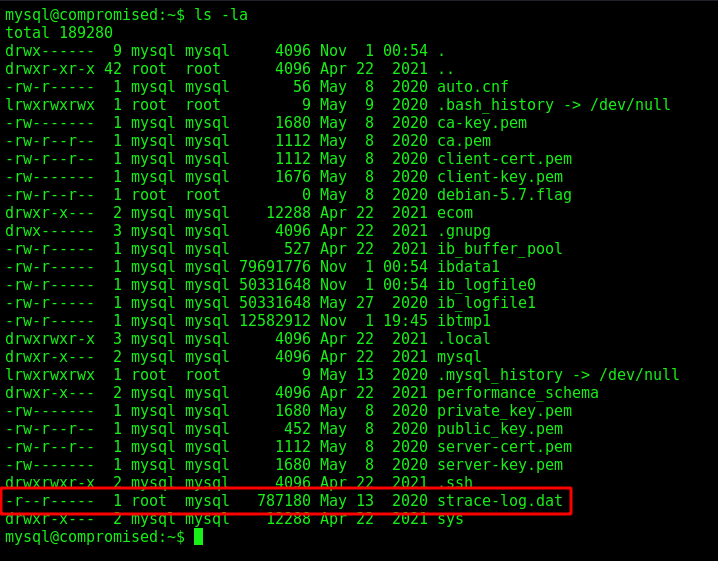 mysql@compromised:~$ ls -la
total 189280
drwx------  9 mysql mysql     4096 Nov  1 00:54 .
drwxr-xr-x 42 root  root      4096 Apr 22  2021 ..
-rw-r-----  1 mysql mysql       56 May  8  2020 auto.cnf
lrwxrwxrwx  1 root  root         9 May  9  2020 .bash_history -> /dev/null
-rw-------  1 mysql mysql     1680 May  8  2020 ca-key.pem
-rw-r--r--  1 mysql mysql     1112 May  8  2020 ca.pem
-rw-r--r--  1 mysql mysql     1112 May  8  2020 client-cert.pem
-rw-------  1 mysql mysql     1676 May  8  2020 client-key.pem
-rw-r--r--  1 root  root         0 May  8  2020 debian-5.7.flag
drwxr-x---  2 mysql mysql    12288 Apr 22  2021 ecom
drwx------  3 mysql mysql     4096 Apr 22  2021 .gnupg
-rw-r-----  1 mysql mysql      527 Apr 22  2021 ib_buffer_pool
-rw-r-----  1 mysql mysql 79691776 Nov  1 00:54 ibdata1
-rw-r-----  1 mysql mysql 50331648 Nov  1 00:54 ib_logfile0
-rw-r-----  1 mysql mysql 50331648 May 27  2020 ib_logfile1
-rw-r-----  1 mysql mysql 12582912 Nov  1 19:45 ibtmp1
drwxrwxr-x  3 mysql mysql     4096 Apr 22  2021 .local
drwxr-x---  2 mysql mysql     4096 Apr 22  2021 mysql
lrwxrwxrwx  1 root  root         9 May 13  2020 .mysql_history -> /dev/null
drwxr-x---  2 mysql mysql     4096 Apr 22  2021 performance_schema
-rw-------  1 mysql mysql     1680 May  8  2020 private_key.pem
-rw-r--r--  1 mysql mysql      452 May  8  2020 public_key.pem
-rw-r--r--  1 mysql mysql     1112 May  8  2020 server-cert.pem
-rw-------  1 mysql mysql     1680 May  8  2020 server-key.pem
drwxrwxr-x  2 mysql mysql     4096 Apr 22  2021 .ssh
-r--r-----  1 root  mysql   787180 May 13  2020 strace-log.dat
drwxr-x---  2 mysql mysql    12288 Apr 22  2021 sys
mysql@compromised:~$